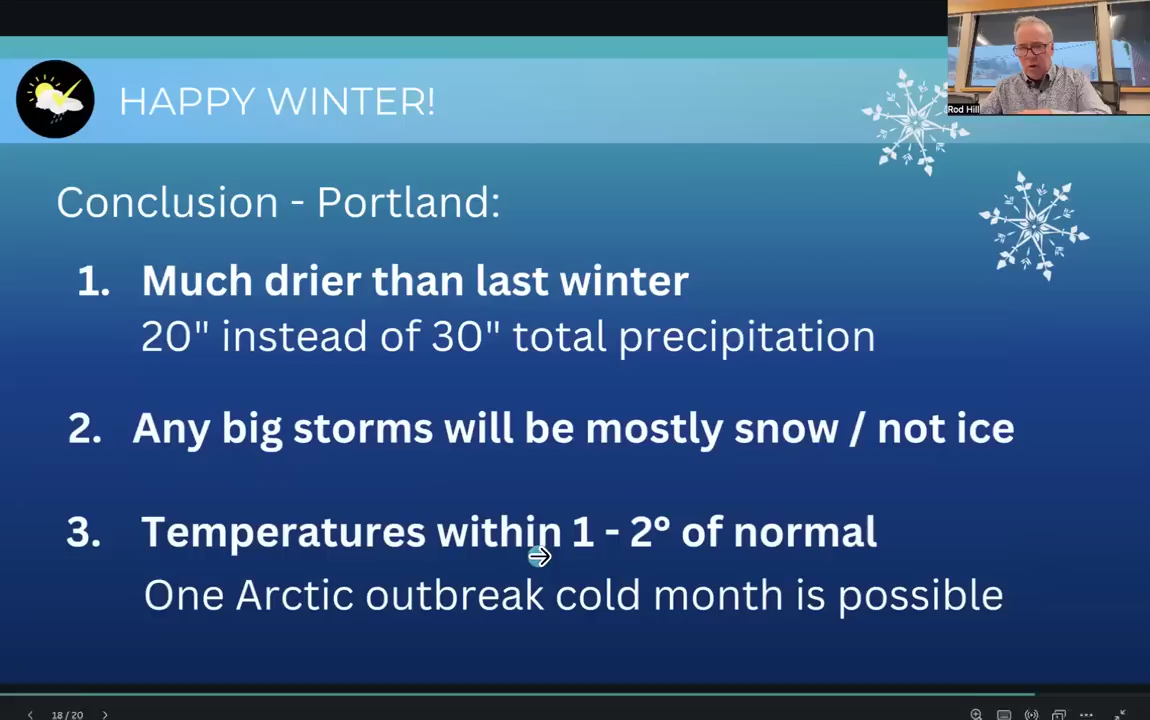 HAPPY WINTER!
Rod Hill
Conclusion - Portland:
1. Much drier than last winter
20" instead of 30" total precipitation
2. Any big storms will be mostly snow / not ice
3. Temperatures within 1 - 2° of normal
One Arctic outbreak cold month is possible
18 / 20